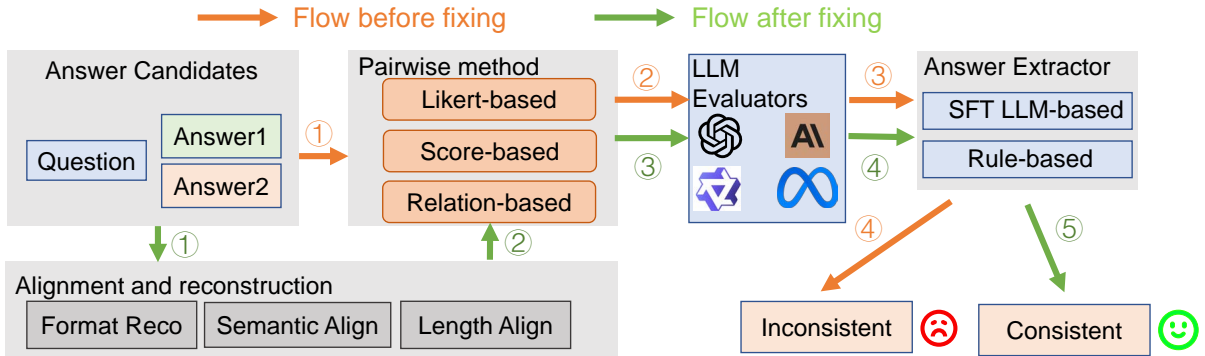 Flow before fixing
Flow after fixing
Answer Candidates
Question
Answer1
Answer2
①
Pairwise method
Likert-based
Score-based
Relation-based
②
③
LLM
Evaluators
③
④
Answer Extractor
SFT LLM-based
Rule-based
①
②
Alignment and reconstruction
Format Reco
Semantic Align
Length Align
④
⑤
Inconsistent
Consistent